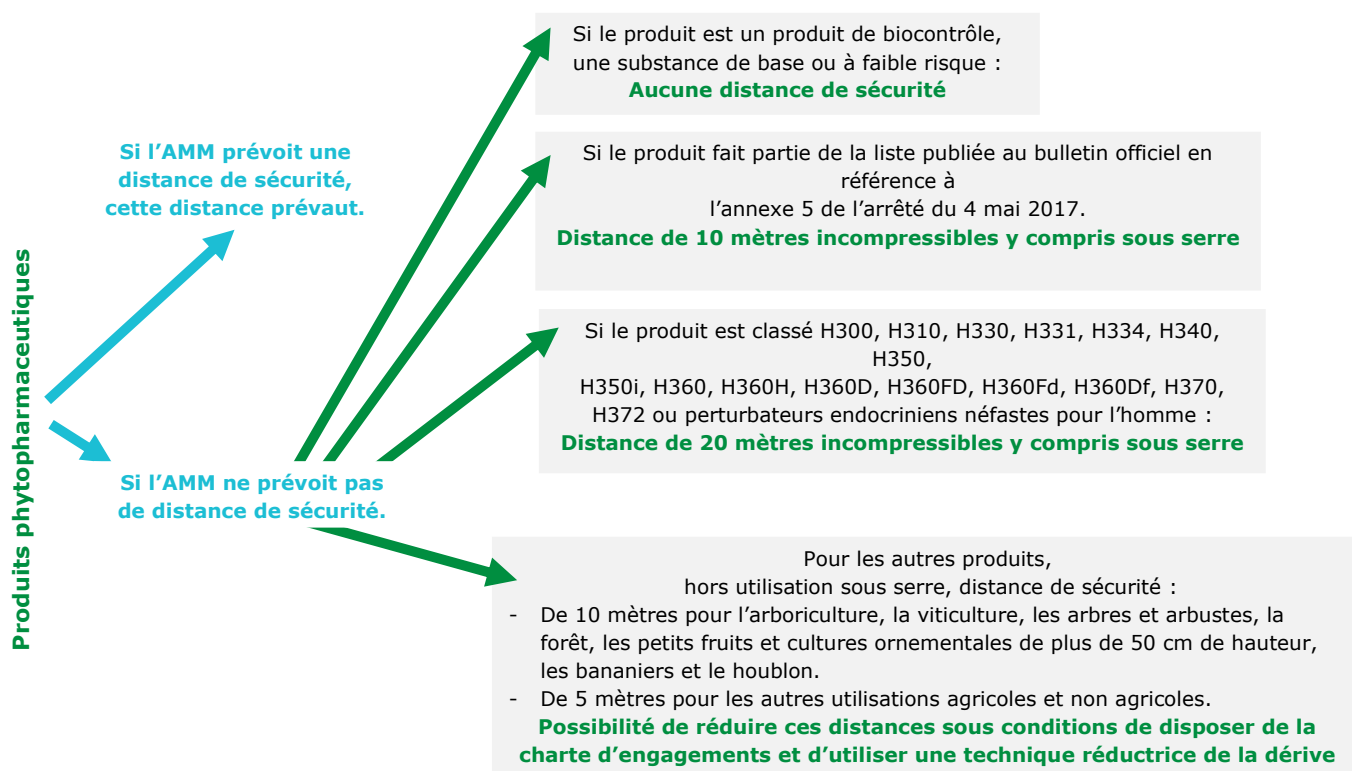 Produits phytopharmaceutiques
Si l’AMM prévoit une
distance de sécurité,
cette distance prévaut.
Si l’AMM ne prévoit pas
de distance de sécurité.
Si le produit est un produit de biocontrôle,
une substance de base ou à faible risque :
Aucune distance de sécurité
Si le produit fait partie de la liste publiée au bulletin officiel en
référence à
l’annexe 5 de l’arrêté du 4 mai 2017.
Distance de 10 mètres incompressibles y compris sous serre
Si le produit est classé H300, H310, H330, H331, H334, H340,
H350,
H350i, H360, H360H, H360D, H360FD, H360Fd, H360Df, H370,
H372 ou perturbateurs endocriniens néfastes pour l’homme :
Distance de 20 mètres incompressibles y compris sous serre
Pour les autres produits,
hors utilisation sous serre, distance de sécurité :
- De 10 mètres pour l’arboriculture, la viticulture, les arbres et arbustes, la
forêt, les petits fruits et cultures ornementales de plus de 50 cm de hauteur,
les bananiers et le houblon.
- De 5 mètres pour les autres utilisations agricoles et non agricoles.
Possibilité de réduire ces distances sous conditions de disposer de la
charte d’engagements et d’utiliser une technique réductrice de la dérive